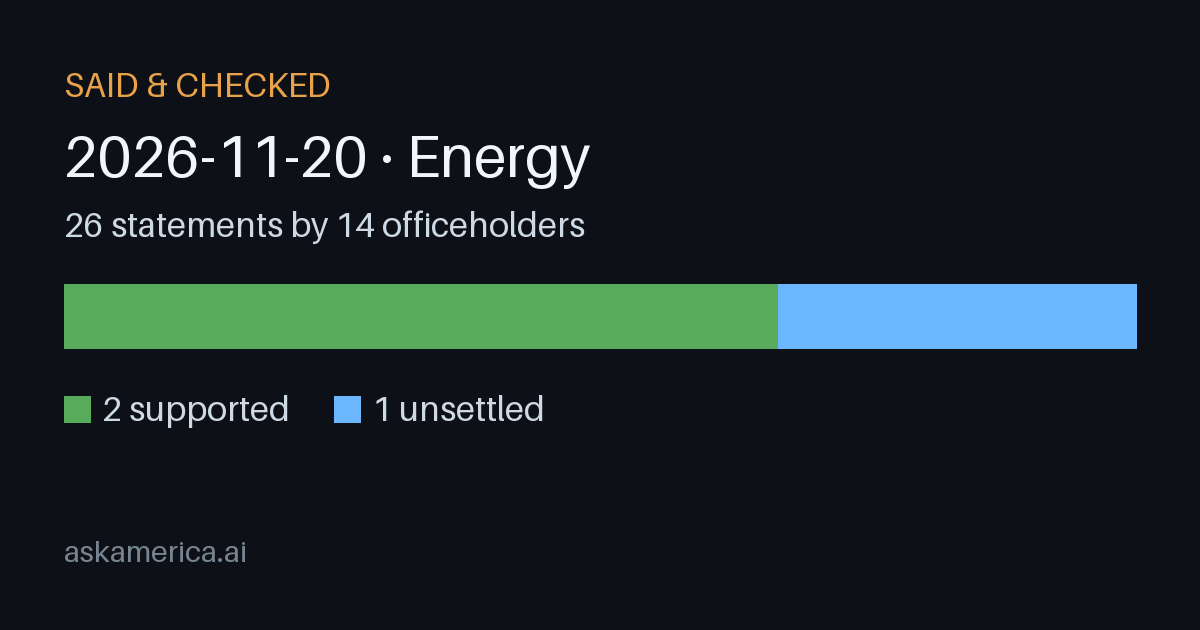 SAID & CHECKED
2026-11-20 · Energy
26 statements by 14 officeholders
2 supported 1 unsettled
askamerica.ai